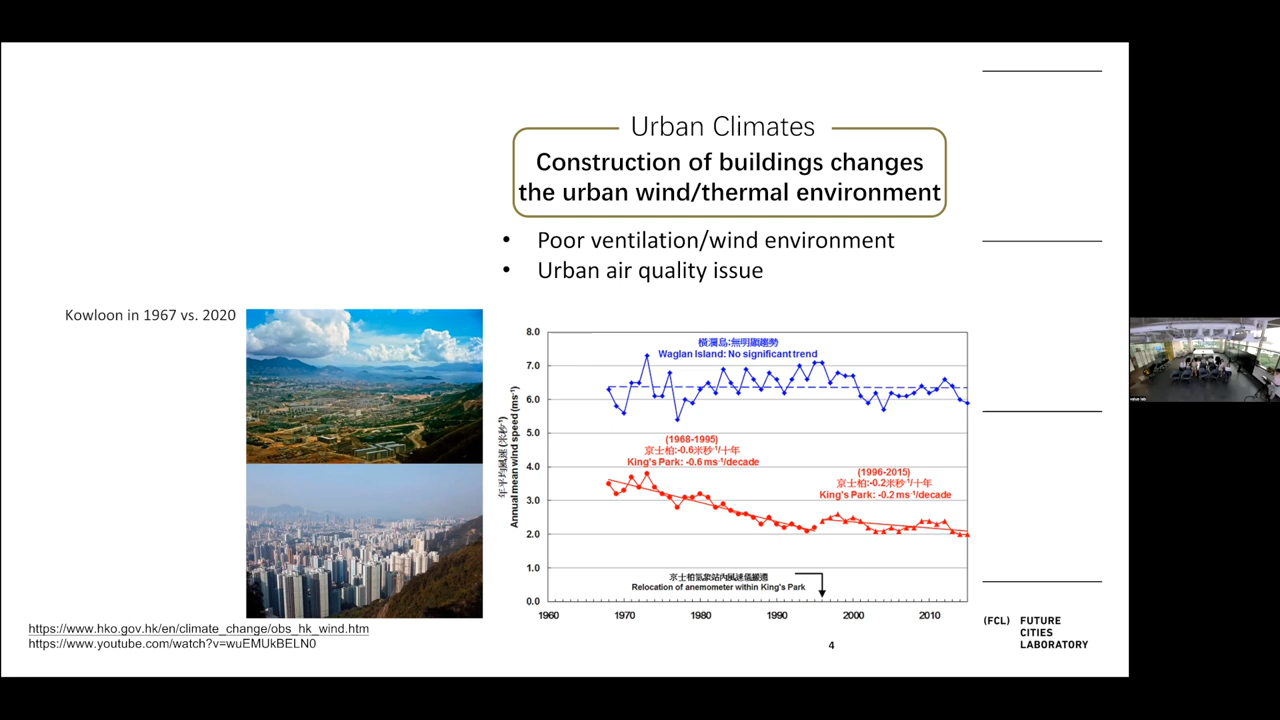 Urban Climates
Construction of buildings changes
the urban wind/thermal environment
• Poor ventilation/wind environment
• Urban air quality issue
Kowloon in 1967 vs. 2020
8.0
7.0
6.0
5.0
4.0
3.0
2.0
1.0
0.0
年平均風速 (米秒⁻¹)
Annual mean wind speed (ms⁻¹)
橫瀾島:無明顯趨勢
Waglan Island: No significant trend
(1968-1995)
京士柏:-0.6米秒⁻¹/十年
King's Park: -0.6 ms⁻¹/decade
(1996-2015)
京士柏:-0.2米秒⁻¹/十年
King's Park: -0.2 ms⁻¹/decade
京士柏氣象站內風速儀搬遷
Relocation of anemometer within King's Park
1960
1970
1980
1990
2000
2010
https://www.hko.gov.hk/en/climate_change/obs_hk_wind.htm
https://www.youtube.com/watch?v=wuEMUkBELN0
4
(FCL) FUTURE
CITIES
LABORATORY